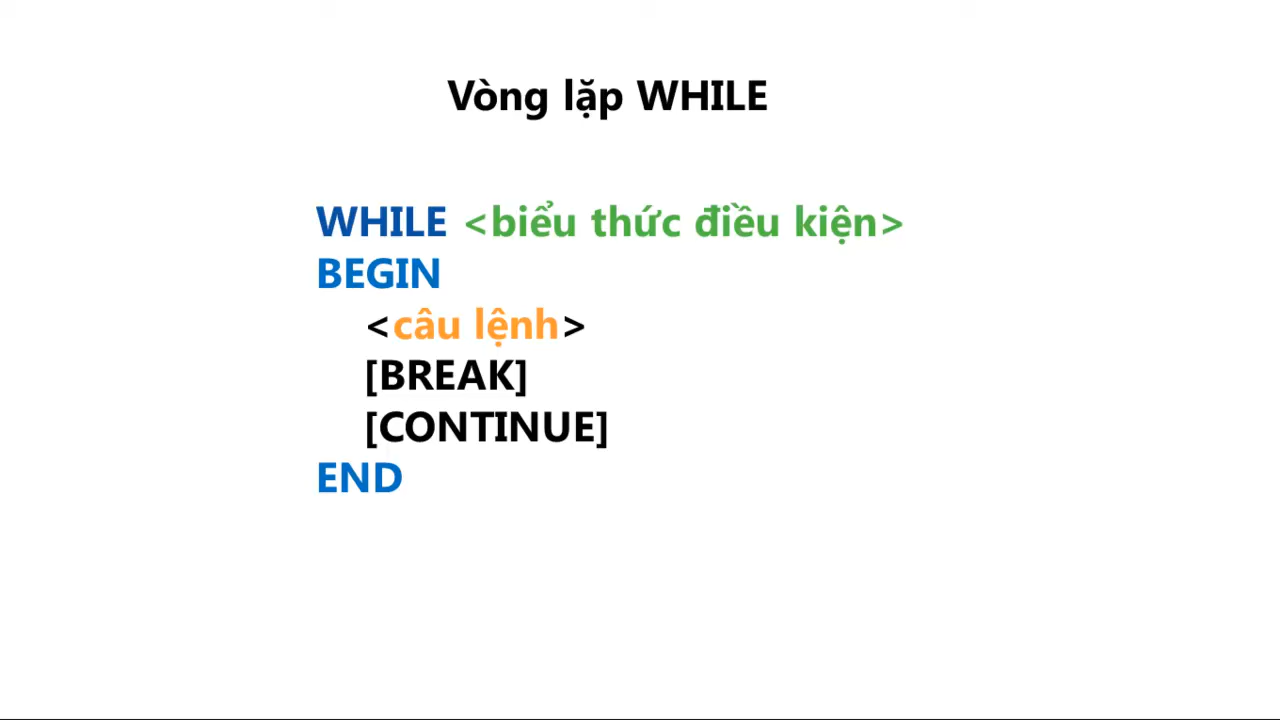 Vòng lặp WHILE
WHILE <biểu thức điều kiện>
BEGIN
<câu lệnh>
[BREAK]
[CONTINUE]
END